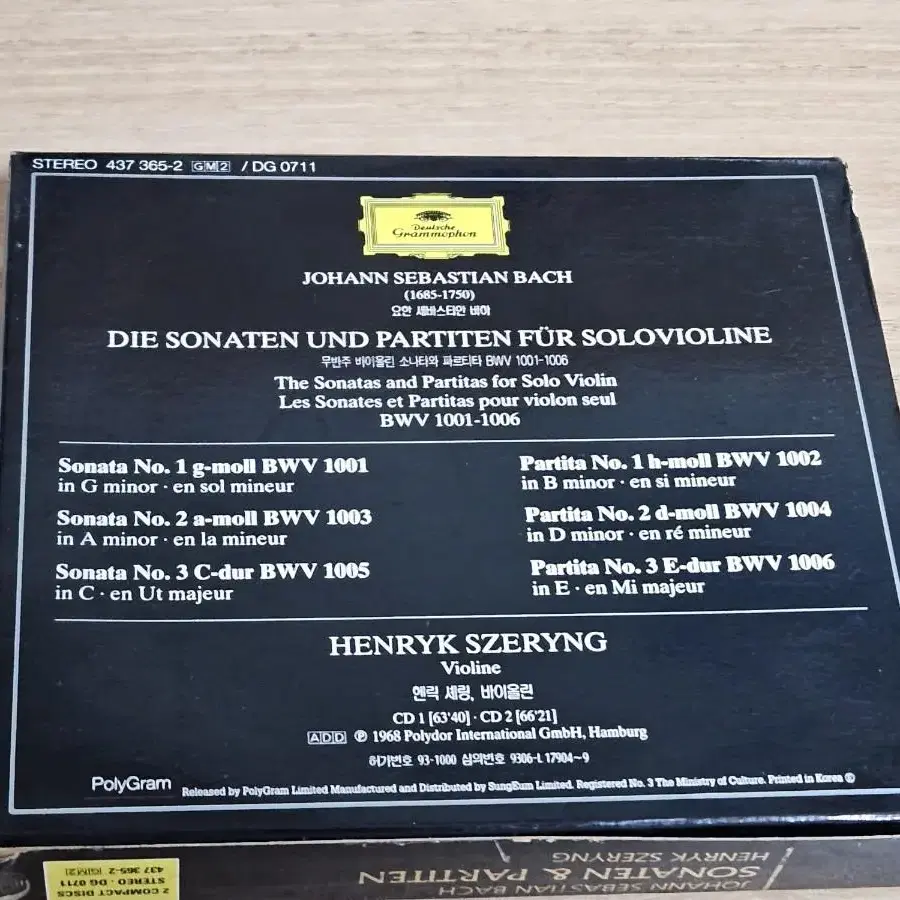 STEREO 437 365-2 GM2 / DG 0711
Deutsche
Grammophon
JOHANN SEBASTIAN BACH
(1685-1750)
요한 세바스티안 바하
DIE SONATEN UND PARTITEN FÜR SOLOVIOLINE
무반주 바이올린 소나타와 파르티타 BWV 1001-1006
The Sonatas and Partitas for Solo Violin
Les Sonates et Partitas pour violon seul
BWV 1001-1006
Sonata No. 1 g-moll BWV 1001
in G minor · en sol mineur
Sonata No. 2 a-moll BWV 1003
in A minor · en la mineur
Sonata No. 3 C-dur BWV 1005
in C · en Ut majeur
Partita No. 1 h-moll BWV 1002
in B minor · en si mineur
Partita No. 2 d-moll BWV 1004
in D minor · en ré mineur
Partita No. 3 E-dur BWV 1006
in E · en Mi majeur
HENRYK SZERYNG
Violine
헨릭 셰링, 바이올린
CD 1 [63'40] · CD 2 [66'21]
ADD ℗ 1968 Polydor International GmbH, Hamburg
허가번호 93-1000 심의번호 9306-L 17904~9
PolyGram Released by PolyGram Limited Manufactured and Distributed by SungEum Limited. Registered No. 3 The Ministry of Culture. Printed in Korea ®
JOHANN SEBASTIAN BACH
SONATEN & PARTITEN
HENRYK SZERYNG
2 COMPACT DISCS
STEREO · DG 0711
437 365-2 GM2